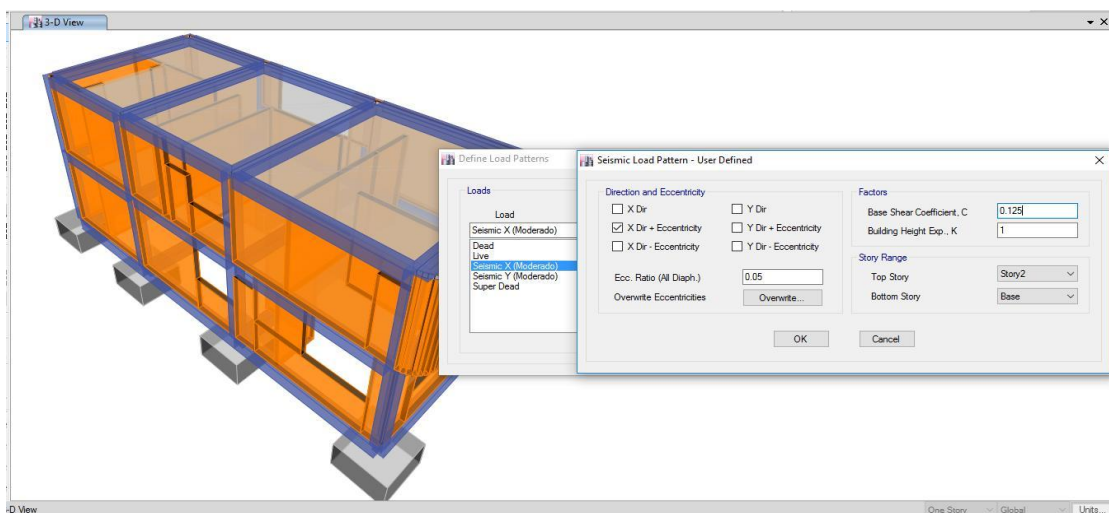 3-D View
Define Load Patterns
Loads
Load
Seismic X (Moderado)
Dead
Live
Seismic X (Moderado)
Seismic Y (Moderado)
Super Dead
Seismic Load Pattern - User Defined
Direction and Eccentricity
X Dir
Y Dir
X Dir + Eccentricity
Y Dir + Eccentricity
X Dir - Eccentricity
Y Dir - Eccentricity
Ecc. Ratio (All Diaph.)
0.05
Overwrite Eccentricities
Overwrite...
Factors
Base Shear Coefficient, C
0.125
Building Height Exp., K
1
Story Range
Top Story
Story2
Bottom Story
Base
OK
Cancel
-D View
One Story
Global
Units...